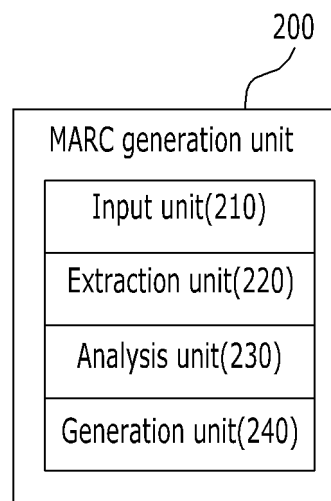 200
MARC generation unit
Input unit(210)
Extraction unit(220)
Analysis unit(230)
Generation unit(240)